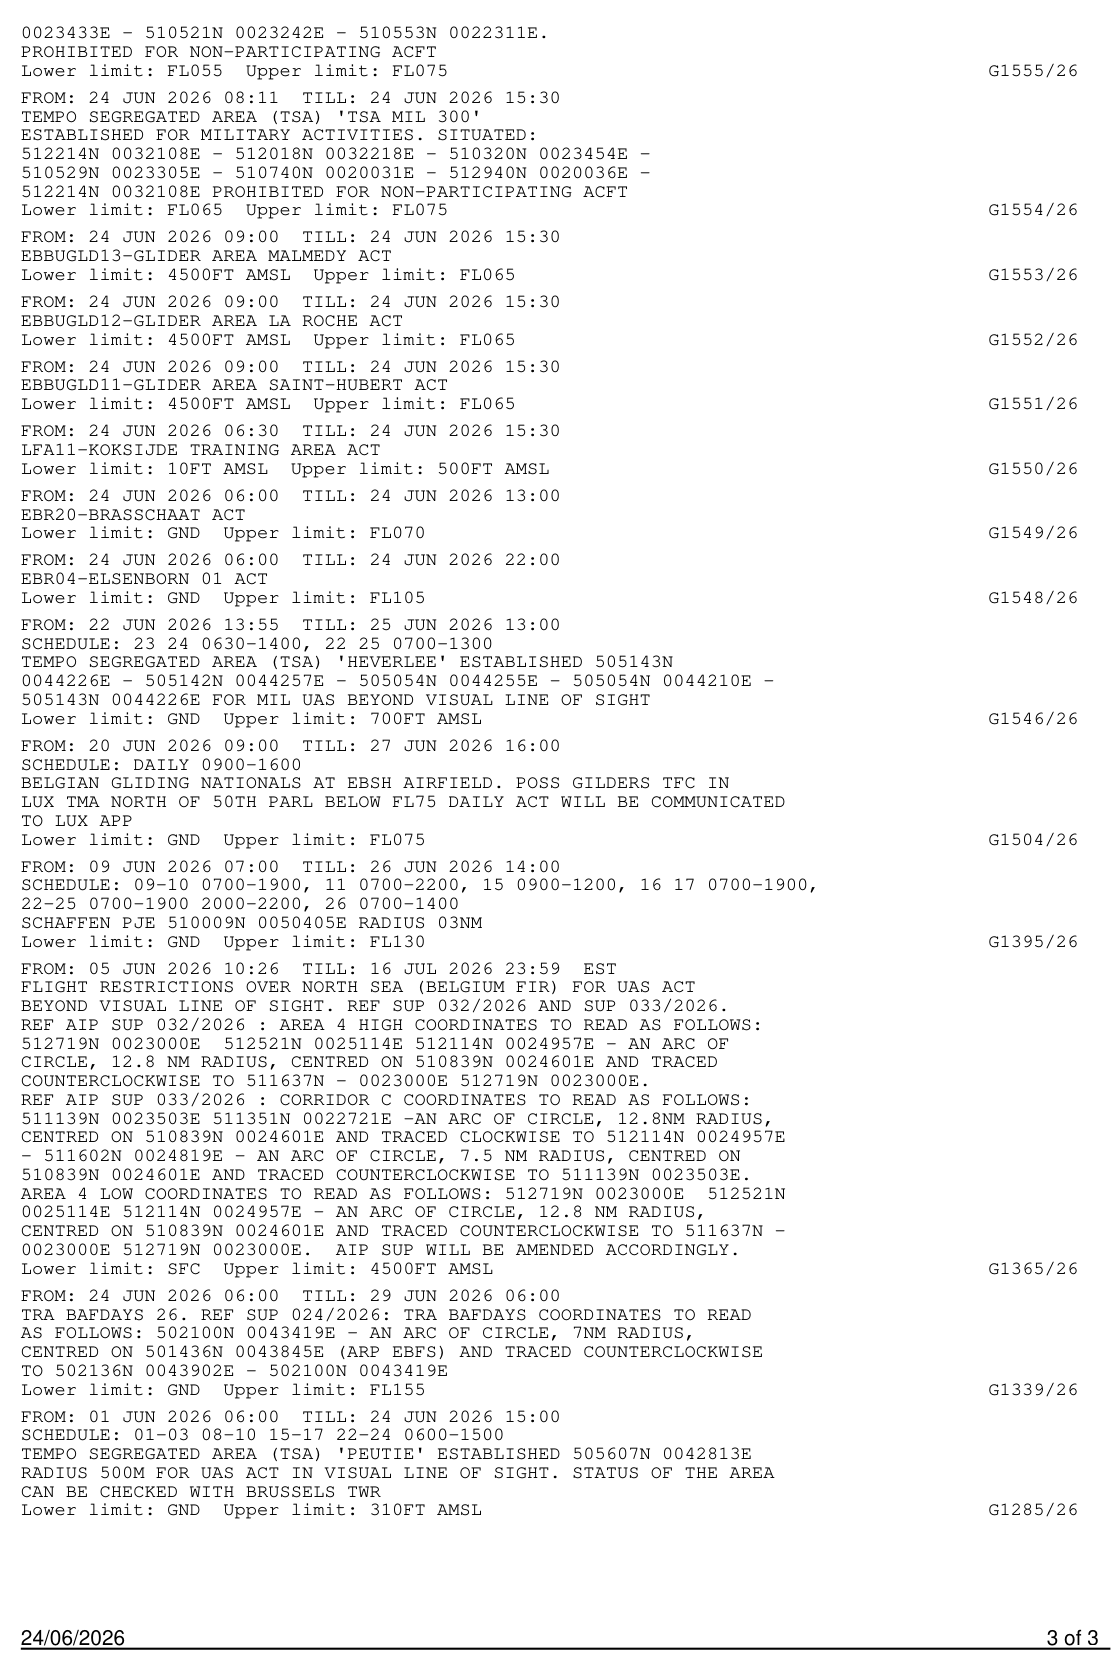 0023433E - 510521N 0023242E - 510553N 0022311E.
PROHIBITED FOR NON-PARTICIPATING ACFT
Lower limit: FL055  Upper limit: FL075  G1555/26
FROM: 24 JUN 2026 08:11  TILL: 24 JUN 2026 15:30
TEMPO SEGREGATED AREA (TSA) 'TSA MIL 300'
ESTABLISHED FOR MILITARY ACTIVITIES. SITUATED:
512214N 0032108E - 512018N 0032218E - 510320N 0023454E -
510529N 0023305E - 510740N 0020031E - 512940N 0020036E -
512214N 0032108E PROHIBITED FOR NON-PARTICIPATING ACFT
Lower limit: FL065  Upper limit: FL075  G1554/26
FROM: 24 JUN 2026 09:00  TILL: 24 JUN 2026 15:30
EBBUGLD13-GLIDER AREA MALMEDY ACT
Lower limit: 4500FT AMSL  Upper limit: FL065  G1553/26
FROM: 24 JUN 2026 09:00  TILL: 24 JUN 2026 15:30
EBBUGLD12-GLIDER AREA LA ROCHE ACT
Lower limit: 4500FT AMSL  Upper limit: FL065  G1552/26
FROM: 24 JUN 2026 09:00  TILL: 24 JUN 2026 15:30
EBBUGLD11-GLIDER AREA SAINT-HUBERT ACT
Lower limit: 4500FT AMSL  Upper limit: FL065  G1551/26
FROM: 24 JUN 2026 06:30  TILL: 24 JUN 2026 15:30
LFA11-KOKSIJDE TRAINING AREA ACT
Lower limit: 10FT AMSL  Upper limit: 500FT AMSL  G1550/26
FROM: 24 JUN 2026 06:00  TILL: 24 JUN 2026 13:00
EBR20-BRASSCHAAT ACT
Lower limit: GND  Upper limit: FL070  G1549/26
FROM: 24 JUN 2026 06:00  TILL: 24 JUN 2026 22:00
EBR04-ELSENBORN 01 ACT
Lower limit: GND  Upper limit: FL105  G1548/26
FROM: 22 JUN 2026 13:55  TILL: 25 JUN 2026 13:00
SCHEDULE: 23 24 0630-1400, 22 25 0700-1300
TEMPO SEGREGATED AREA (TSA) 'HEVERLEE' ESTABLISHED 505143N
0044226E - 505142N 0044257E - 505054N 0044255E - 505054N 0044210E -
505143N 0044226E FOR MIL UAS BEYOND VISUAL LINE OF SIGHT
Lower limit: GND  Upper limit: 700FT AMSL  G1546/26
FROM: 20 JUN 2026 09:00  TILL: 27 JUN 2026 16:00
SCHEDULE: DAILY 0900-1600
BELGIAN GLIDING NATIONALS AT EBSH AIRFIELD. POSS GILDERS TFC IN
LUX TMA NORTH OF 50TH PARL BELOW FL75 DAILY ACT WILL BE COMMUNICATED
TO LUX APP
Lower limit: GND  Upper limit: FL075  G1504/26
FROM: 09 JUN 2026 07:00  TILL: 26 JUN 2026 14:00
SCHEDULE: 09-10 0700-1900, 11 0700-2200, 15 0900-1200, 16 17 0700-1900,
22-25 0700-1900 2000-2200, 26 0700-1400
SCHAFFEN PJE 510009N 0050405E RADIUS 03NM
Lower limit: GND  Upper limit: FL130  G1395/26
FROM: 05 JUN 2026 10:26  TILL: 16 JUL 2026 23:59  EST
FLIGHT RESTRICTIONS OVER NORTH SEA (BELGIUM FIR) FOR UAS ACT
BEYOND VISUAL LINE OF SIGHT. REF SUP 032/2026 AND SUP 033/2026.
REF AIP SUP 032/2026 : AREA 4 HIGH COORDINATES TO READ AS FOLLOWS:
512719N 0023000E  512521N 0025114E 512114N 0024957E - AN ARC OF
CIRCLE, 12.8 NM RADIUS, CENTRED ON 510839N 0024601E AND TRACED
COUNTERCLOCKWISE TO 511637N - 0023000E 512719N 0023000E.
REF AIP SUP 033/2026 : CORRIDOR C COORDINATES TO READ AS FOLLOWS:
511139N 0023503E 511351N 0022721E -AN ARC OF CIRCLE, 12.8NM RADIUS,
CENTRED ON 510839N 0024601E AND TRACED CLOCKWISE TO 512114N 0024957E
- 511602N 0024819E - AN ARC OF CIRCLE, 7.5 NM RADIUS, CENTRED ON
510839N 0024601E AND TRACED COUNTERCLOCKWISE TO 511139N 0023503E.
AREA 4 LOW COORDINATES TO READ AS FOLLOWS: 512719N 0023000E  512521N
0025114E 512114N 0024957E - AN ARC OF CIRCLE, 12.8 NM RADIUS,
CENTRED ON 510839N 0024601E AND TRACED COUNTERCLOCKWISE TO 511637N -
0023000E 512719N 0023000E.  AIP SUP WILL BE AMENDED ACCORDINGLY.
Lower limit: SFC  Upper limit: 4500FT AMSL  G1365/26
FROM: 24 JUN 2026 06:00  TILL: 29 JUN 2026 06:00
TRA BAFDAYS 26. REF SUP 024/2026: TRA BAFDAYS COORDINATES TO READ
AS FOLLOWS: 502100N 0043419E - AN ARC OF CIRCLE, 7NM RADIUS,
CENTRED ON 501436N 0043845E (ARP EBFS) AND TRACED COUNTERCLOCKWISE
TO 502136N 0043902E - 502100N 0043419E
Lower limit: GND  Upper limit: FL155  G1339/26
FROM: 01 JUN 2026 06:00  TILL: 24 JUN 2026 15:00
SCHEDULE: 01-03 08-10 15-17 22-24 0600-1500
TEMPO SEGREGATED AREA (TSA) 'PEUTIE' ESTABLISHED 505607N 0042813E
RADIUS 500M FOR UAS ACT IN VISUAL LINE OF SIGHT. STATUS OF THE AREA
CAN BE CHECKED WITH BRUSSELS TWR
Lower limit: GND  Upper limit: 310FT AMSL  G1285/26
24/06/2026  3 of 3